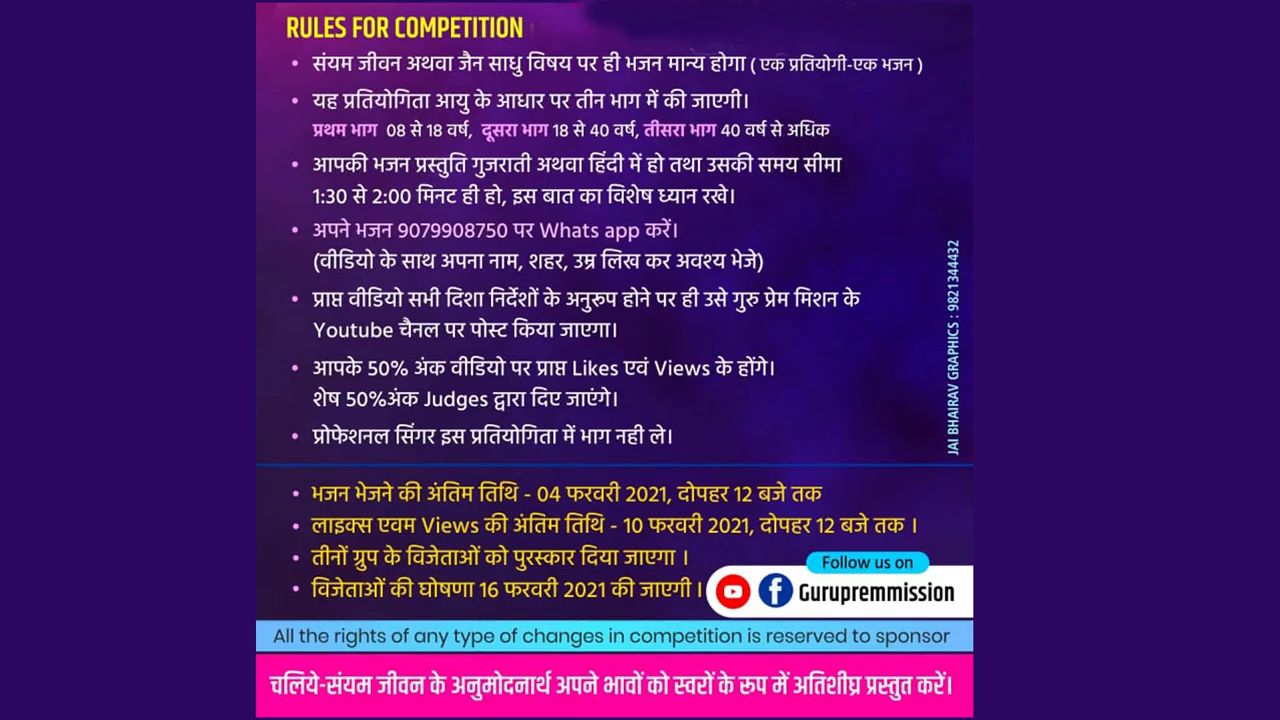 RULES FOR COMPETITION
• संयम जीवन अथवा जैन साधु विषय पर ही भजन मान्य होगा ( एक प्रतियोगी-एक भजन )
• यह प्रतियोगिता आयु के आधार पर तीन भाग में की जाएगी।
प्रथम भाग 08 से 18 वर्ष, दूसरा भाग 18 से 40 वर्ष, तीसरा भाग 40 वर्ष से अधिक
• आपकी भजन प्रस्तुति गुजराती अथवा हिंदी में हो तथा उसकी समय सीमा
1:30 से 2:00 मिनट ही हो, इस बात का विशेष ध्यान रखे।
• अपने भजन 9079908750 पर Whats app करें।
(वीडियो के साथ अपना नाम, शहर, उम्र लिख कर अवश्य भेजे)
• प्राप्त वीडियो सभी दिशा निर्देशों के अनुरूप होने पर ही उसे गुरु प्रेम मिशन के
Youtube चैनल पर पोस्ट किया जाएगा।
• आपके 50% अंक वीडियो पर प्राप्त Likes एवं Views के होंगे।
शेष 50%अंक Judges द्वारा दिए जाएंगे।
• प्रोफेशनल सिंगर इस प्रतियोगिता में भाग नही ले।
JAI BHAIRAV GRAPHICS : 9821344432
• भजन भेजने की अंतिम तिथि - 04 फरवरी 2021, दोपहर 12 बजे तक
• लाइक्स एवम Views की अंतिम तिथि - 10 फरवरी 2021, दोपहर 12 बजे तक ।
• तीनों ग्रुप के विजेताओं को पुरस्कार दिया जाएगा ।
• विजेताओं की घोषणा 16 फरवरी 2021 की जाएगी ।
Follow us on
Gurupremmission
All the rights of any type of changes in competition is reserved to sponsor
चलिये-संयम जीवन के अनुमोदनार्थ अपने भावों को स्वरों के रूप में अतिशीघ्र प्रस्तुत करें।